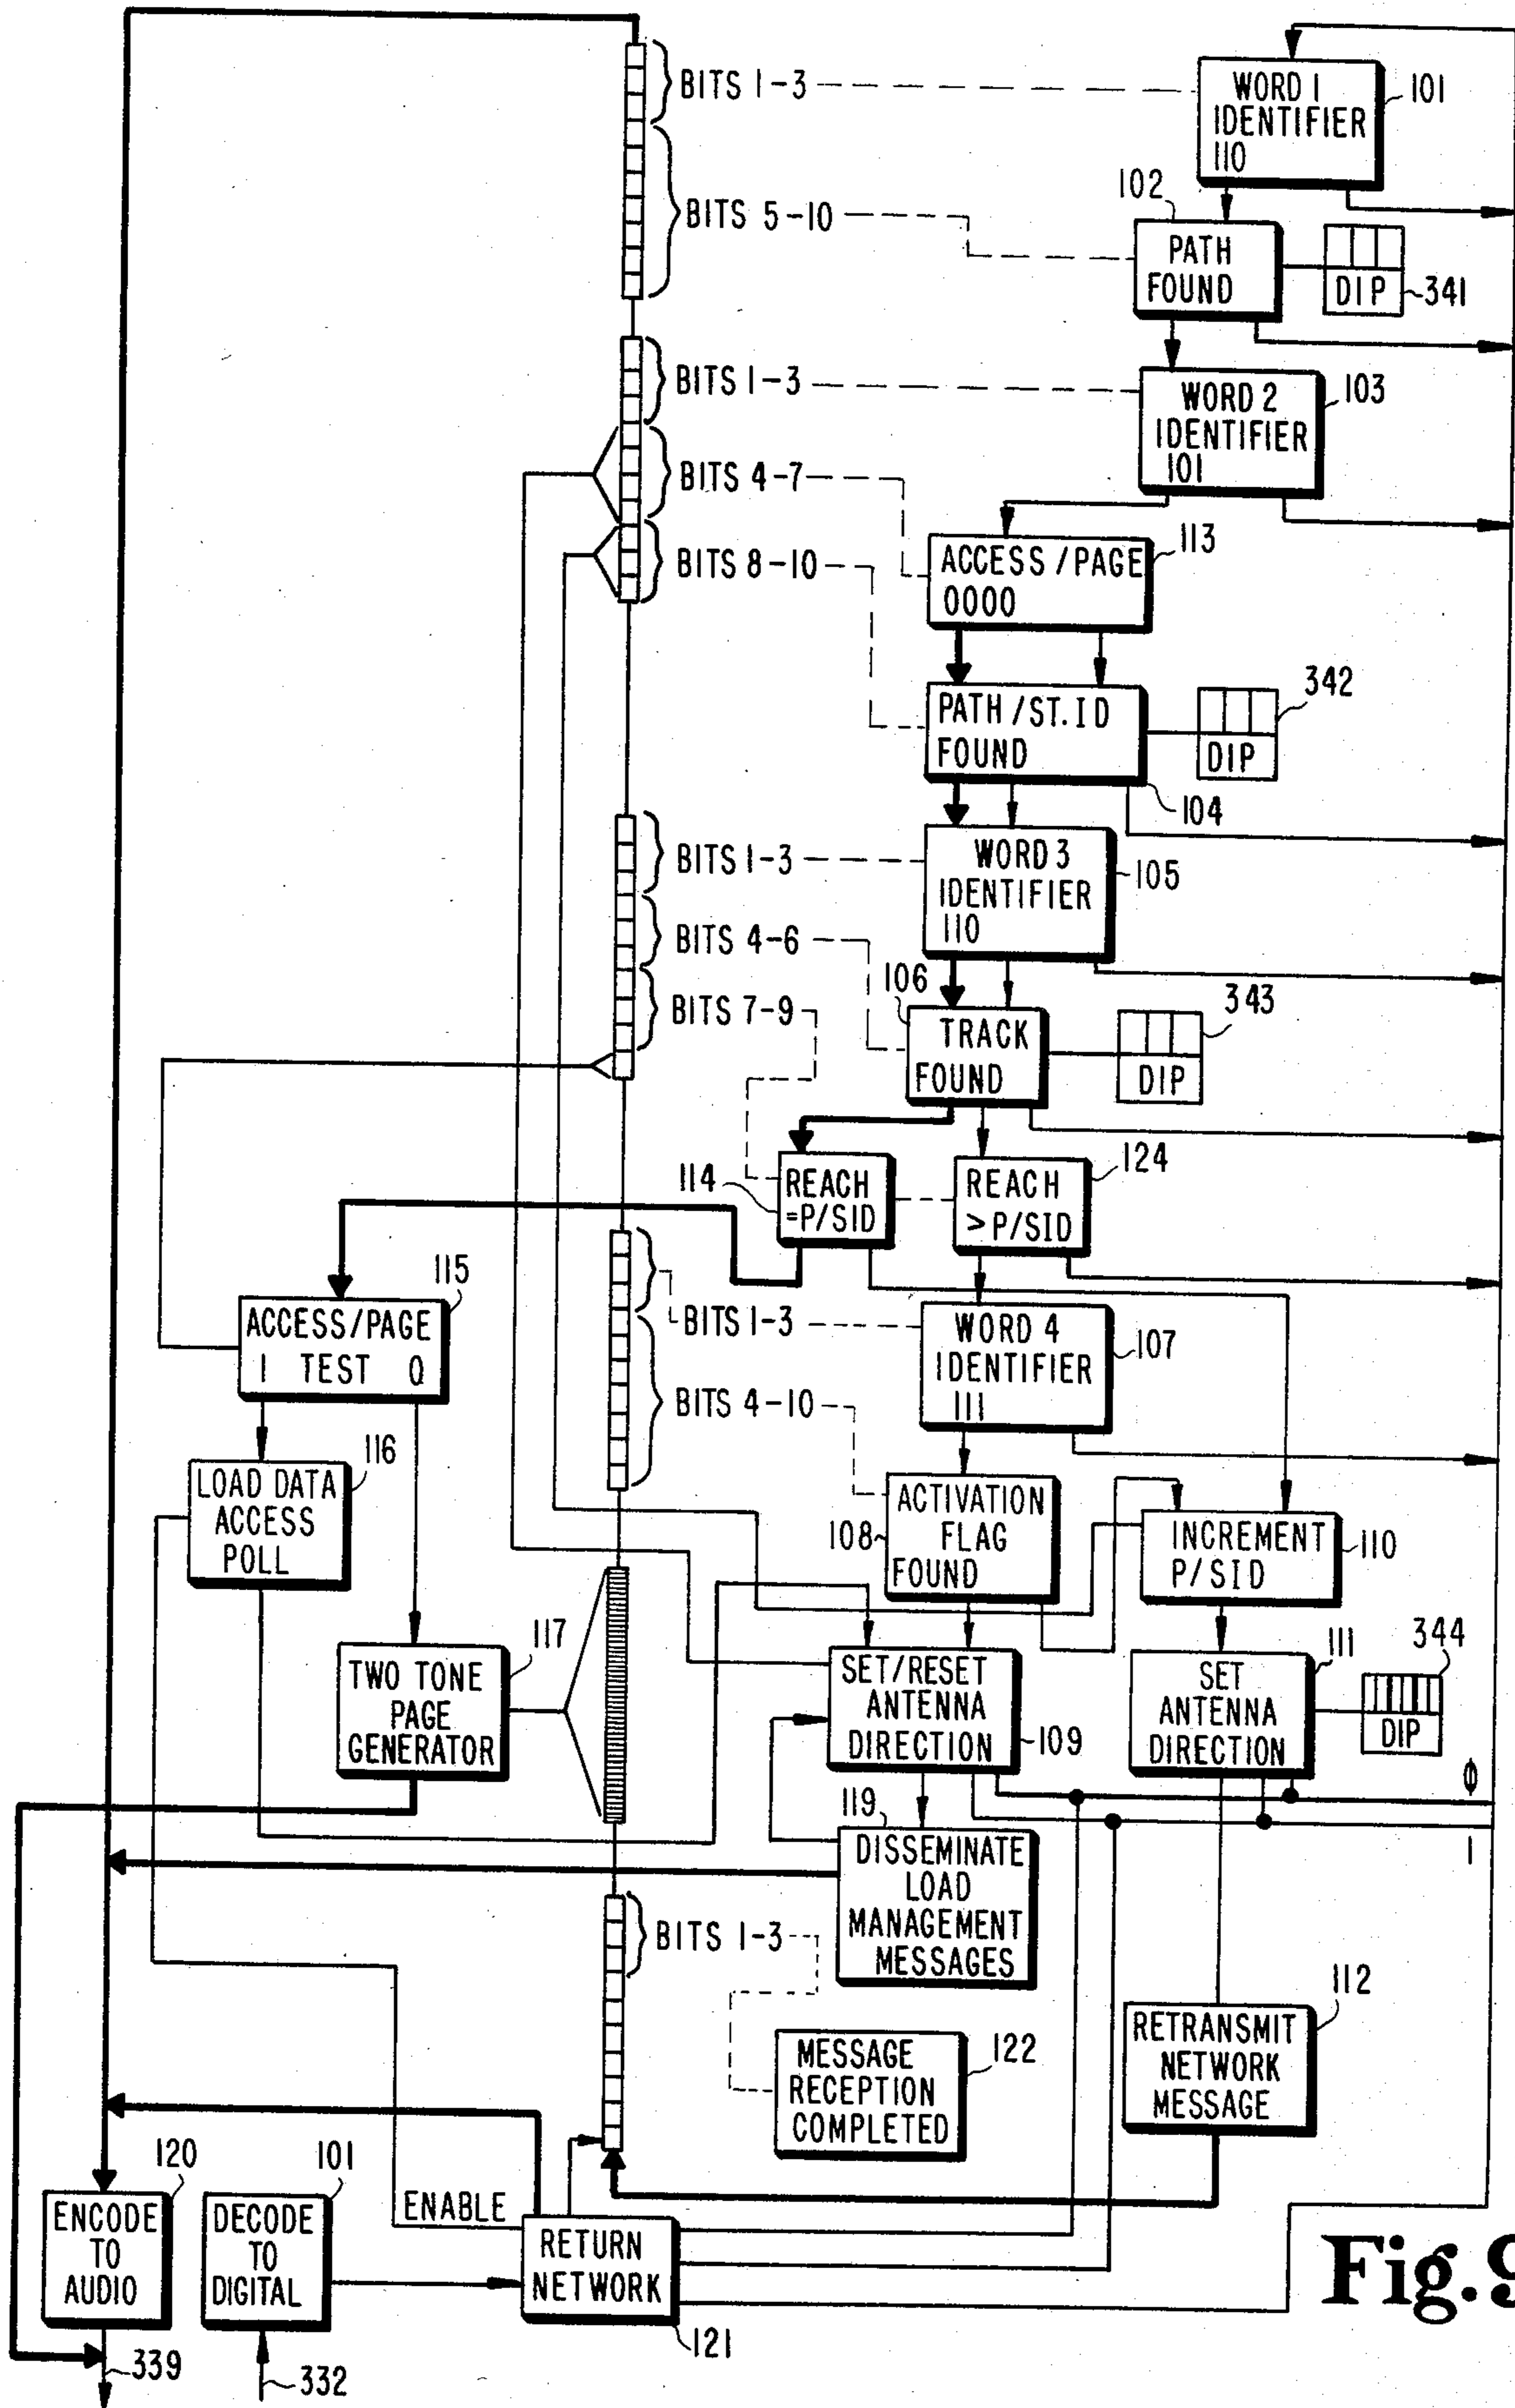 BITS 1-3
WORD 1
IDENTIFIER
110
101
102
BITS 5-10
PATH
FOUND
DIP
341
BITS 1-3
WORD 2
IDENTIFIER
101
103
BITS 4-7
ACCESS/PAGE
0000
113
BITS 8-10
PATH/ST. ID
FOUND
342
DIP
104
BITS 1-3
WORD 3
IDENTIFIER
110
105
BITS 4-6
BITS 7-9
106
TRACK
FOUND
343
DIP
114
REACH
=P/SID
124
REACH
> P/SID
115
ACCESS/PAGE
1 TEST 0
BITS 1-3
WORD 4
IDENTIFIER
111
107
BITS 4-10
116
LOAD DATA
ACCESS
POLL
108
ACTIVATION
FLAG
FOUND
INCREMENT
P/SID
110
117
TWO TONE
PAGE
GENERATOR
SET/RESET
ANTENNA
DIRECTION
109
111
SET
ANTENNA
DIRECTION
344
DIP
Φ
1
119
DISSEMINATE
LOAD
MANAGEMENT
MESSAGES
BITS 1-3
MESSAGE
RECEPTION
COMPLETED
122
112
RETRANSMIT
NETWORK
MESSAGE
120
ENCODE
TO
AUDIO
101
DECODE
TO
DIGITAL
ENABLE
RETURN
NETWORK
121
339
332
Fig.9